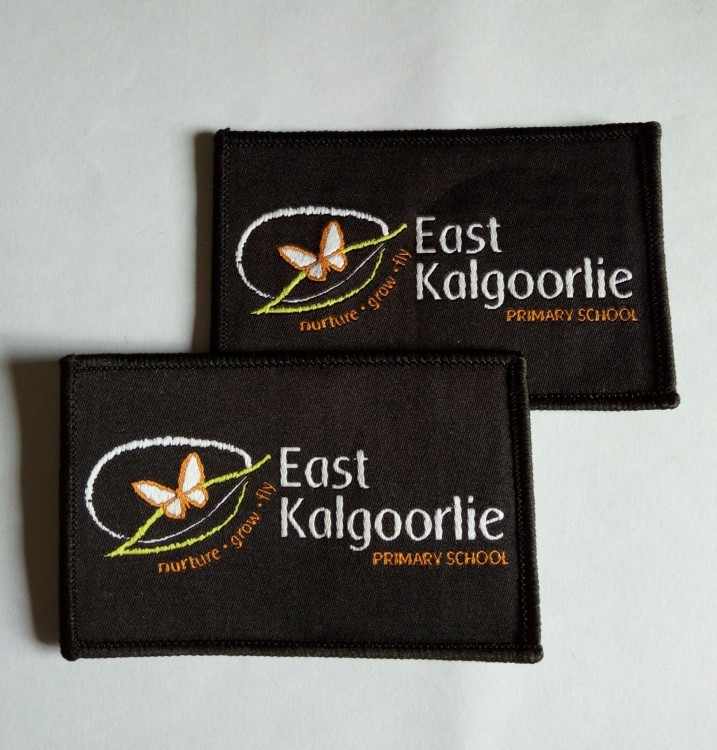 East
Kalgoorlie
PRIMARY SCHOOL
nurture • grow • fly
East
Kalgoorlie
PRIMARY SCHOOL
nurture • grow • fly